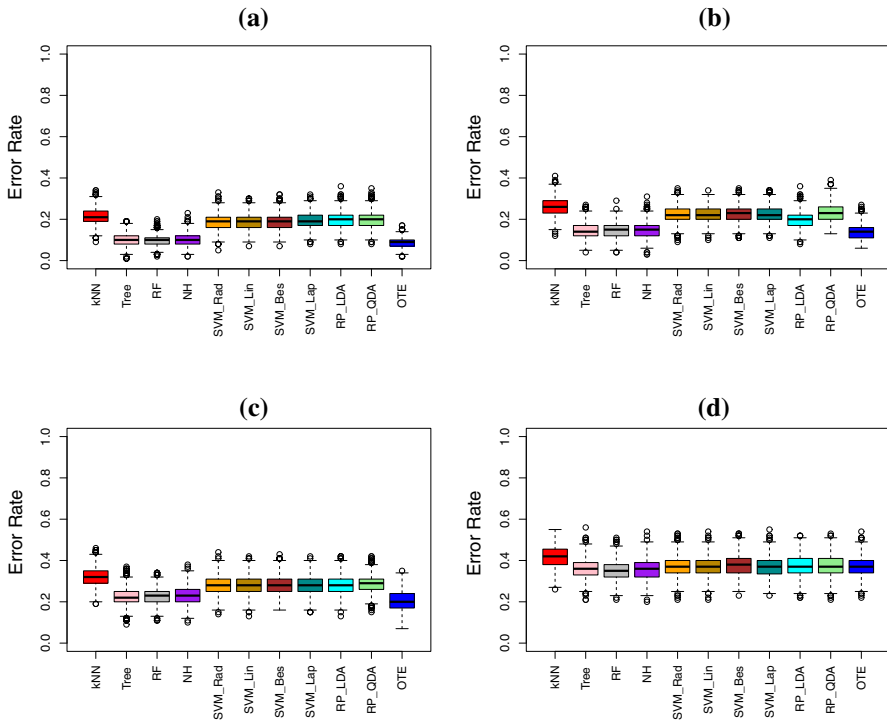 (a)
Error Rate
1.0
0.8
0.6
0.4
0.2
0.0
kNN
Tree
RF
NH
SVM_Rad
SVM_Lin
SVM_Bes
SVM_Lap
RP_LDA
RP_QDA
OTE
(b)
Error Rate
1.0
0.8
0.6
0.4
0.2
0.0
kNN
Tree
RF
NH
SVM_Rad
SVM_Lin
SVM_Bes
SVM_Lap
RP_LDA
RP_QDA
OTE
(c)
Error Rate
1.0
0.8
0.6
0.4
0.2
0.0
kNN
Tree
RF
NH
SVM_Rad
SVM_Lin
SVM_Bes
SVM_Lap
RP_LDA
RP_QDA
OTE
(d)
Error Rate
1.0
0.8
0.6
0.4
0.2
0.0
kNN
Tree
RF
NH
SVM_Rad
SVM_Lin
SVM_Bes
SVM_Lap
RP_LDA
RP_QDA
OTE